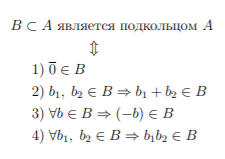 B ⊂ A является подкольцом A
⇕
1) 0̅ ∈ B
2) b₁, b₂ ∈ B ⇒ b₁ + b₂ ∈ B
3) ∀b ∈ B ⇒ (−b) ∈ B
4) ∀b₁, b₂ ∈ B ⇒ b₁b₂ ∈ B